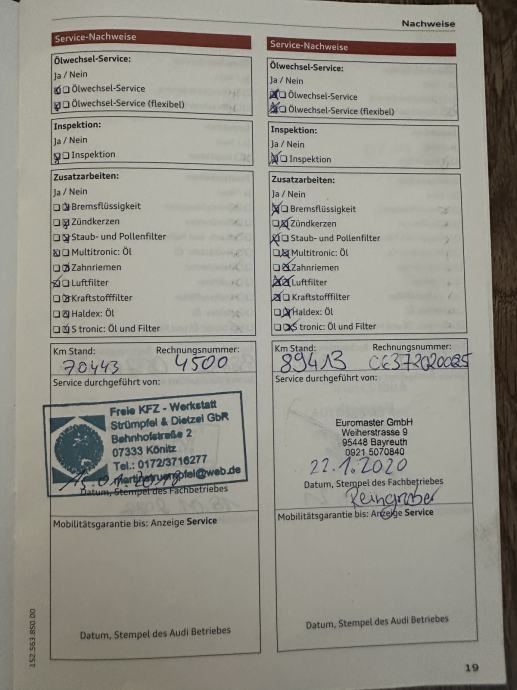 Nachweise
Service-Nachweise
Ölwechsel-Service:
Ja / Nein
Ölwechsel-Service
Ölwechsel-Service (flexibel)
Inspektion:
Ja / Nein
Inspektion
Zusatzarbeiten:
Ja / Nein
Bremsflüssigkeit
Zündkerzen
Staub- und Pollenfilter
Multitronic: Öl
Zahnriemen
Luftfilter
Kraftstofffilter
Haldex: Öl
S tronic: Öl und Filter
Km Stand: Rechnungsnummer:
70443 4500
Service durchgeführt von:
Freie KFZ - Werkstatt
Strümpfel & Dietzel GbR
Bahnhofstraße 2
07333 Könitz
Tel.: 0172/3716277
martinstruempfel@web.de
Datum, Stempel des Fachbetriebes
Mobilitätsgarantie bis: Anzeige Service
Datum, Stempel des Audi Betriebes
152.563.850.00
Service-Nachweise
Ölwechsel-Service:
Ja / Nein
Ölwechsel-Service
Ölwechsel-Service (flexibel)
Inspektion:
Ja / Nein
Inspektion
Zusatzarbeiten:
Ja / Nein
Bremsflüssigkeit
Zündkerzen
Staub- und Pollenfilter
Multitronic: Öl
Zahnriemen
Luftfilter
Kraftstofffilter
Haldex: Öl
S tronic: Öl und Filter
Km Stand: Rechnungsnummer:
89413
Service durchgeführt von:
Euromaster GmbH
Weiherstrasse 9
95448 Bayreuth
0921 5070840
22.1.2020
Datum, Stempel des Fachbetriebes
Mobilitätsgarantie bis: Anzeige Service
Datum, Stempel des Audi Betriebes
19